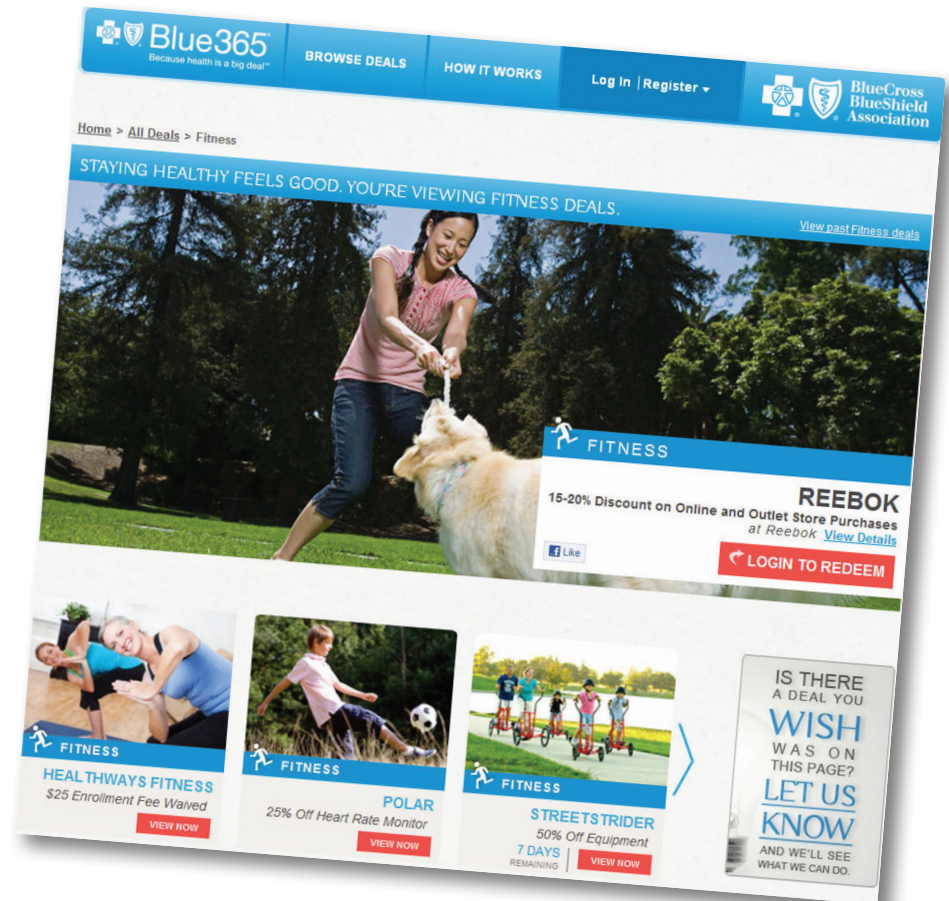 Blue365®
Because health is a big deal℠
BROWSE DEALS
HOW IT WORKS
Log In | Register
BlueCross
BlueShield
Association
Home > All Deals > Fitness
STAYING HEALTHY FEELS GOOD. YOU'RE VIEWING FITNESS DEALS.
View past Fitness deals
FITNESS
REEBOK
15-20% Discount on Online and Outlet Store Purchases
at Reebok View Details
Like
LOGIN TO REDEEM
FITNESS
HEALTHWAYS FITNESS
$25 Enrollment Fee Waived
VIEW NOW
FITNESS
POLAR
25% Off Heart Rate Monitor
VIEW NOW
FITNESS
STREETSTRIDER
50% Off Equipment
7 DAYS
REMAINING
VIEW NOW
IS THERE
A DEAL YOU
WISH
WAS ON
THIS PAGE?
LET US
KNOW
AND WE'LL SEE
WHAT WE CAN DO.